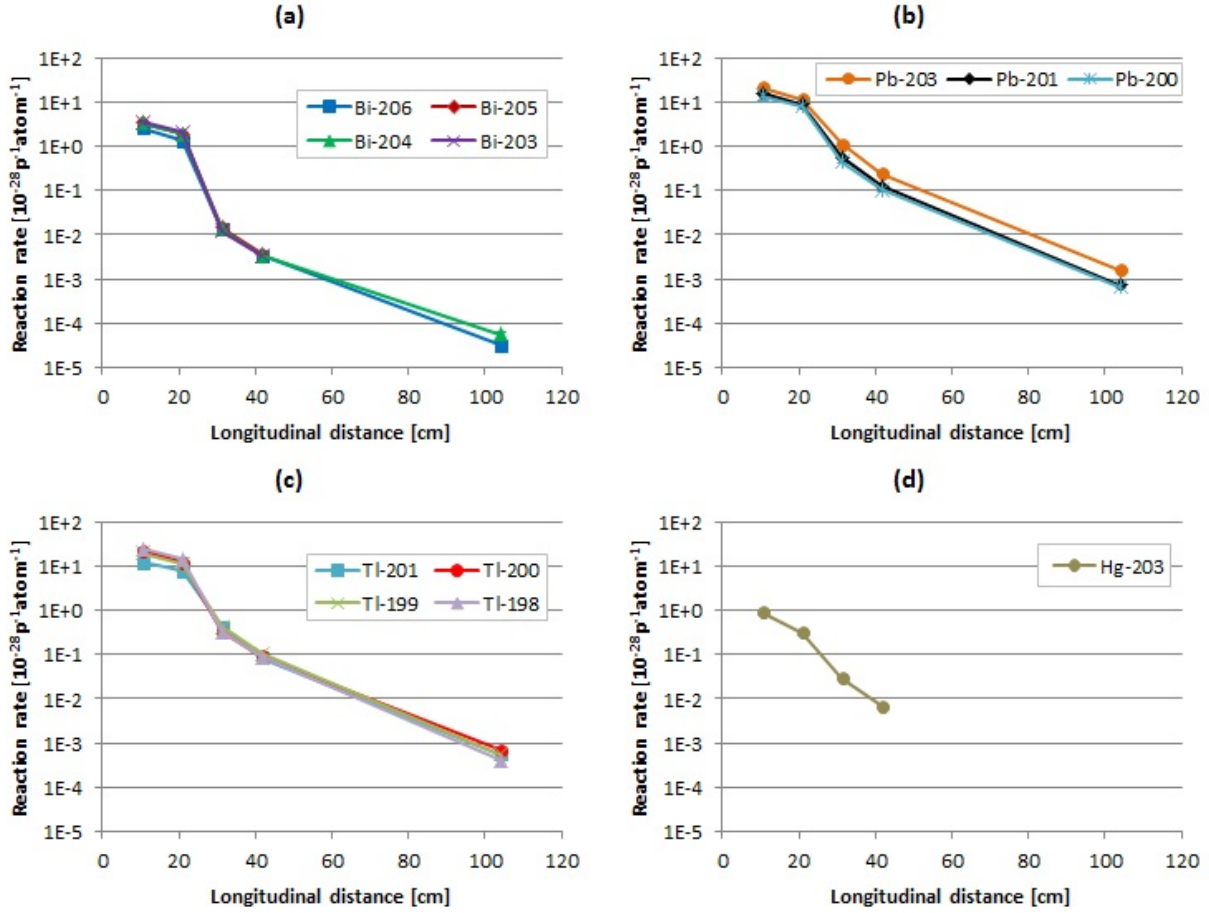 (a)
Reaction rate [10⁻²⁸p⁻¹atom⁻¹]
1E+2
1E+1
1E+0
1E-1
1E-2
1E-3
1E-4
1E-5
Bi-206 Bi-205
Bi-204 Bi-203
0 20 40 60 80 100 120
Longitudinal distance [cm]
(b)
Reaction rate [10⁻²⁸p⁻¹atom⁻¹]
1E+2
1E+1
1E+0
1E-1
1E-2
1E-3
1E-4
1E-5
Pb-203 Pb-201 Pb-200
0 20 40 60 80 100 120
Longitudinal distance [cm]
(c)
Reaction rate [10⁻²⁸p⁻¹atom⁻¹]
1E+2
1E+1
1E+0
1E-1
1E-2
1E-3
1E-4
1E-5
Tl-201 Tl-200
Tl-199 Tl-198
0 20 40 60 80 100 120
Longitudinal distance [cm]
(d)
Reaction rate [10⁻²⁸p⁻¹atom⁻¹]
1E+2
1E+1
1E+0
1E-1
1E-2
1E-3
1E-4
1E-5
Hg-203
0 20 40 60 80 100 120
Longitudinal distance [cm]